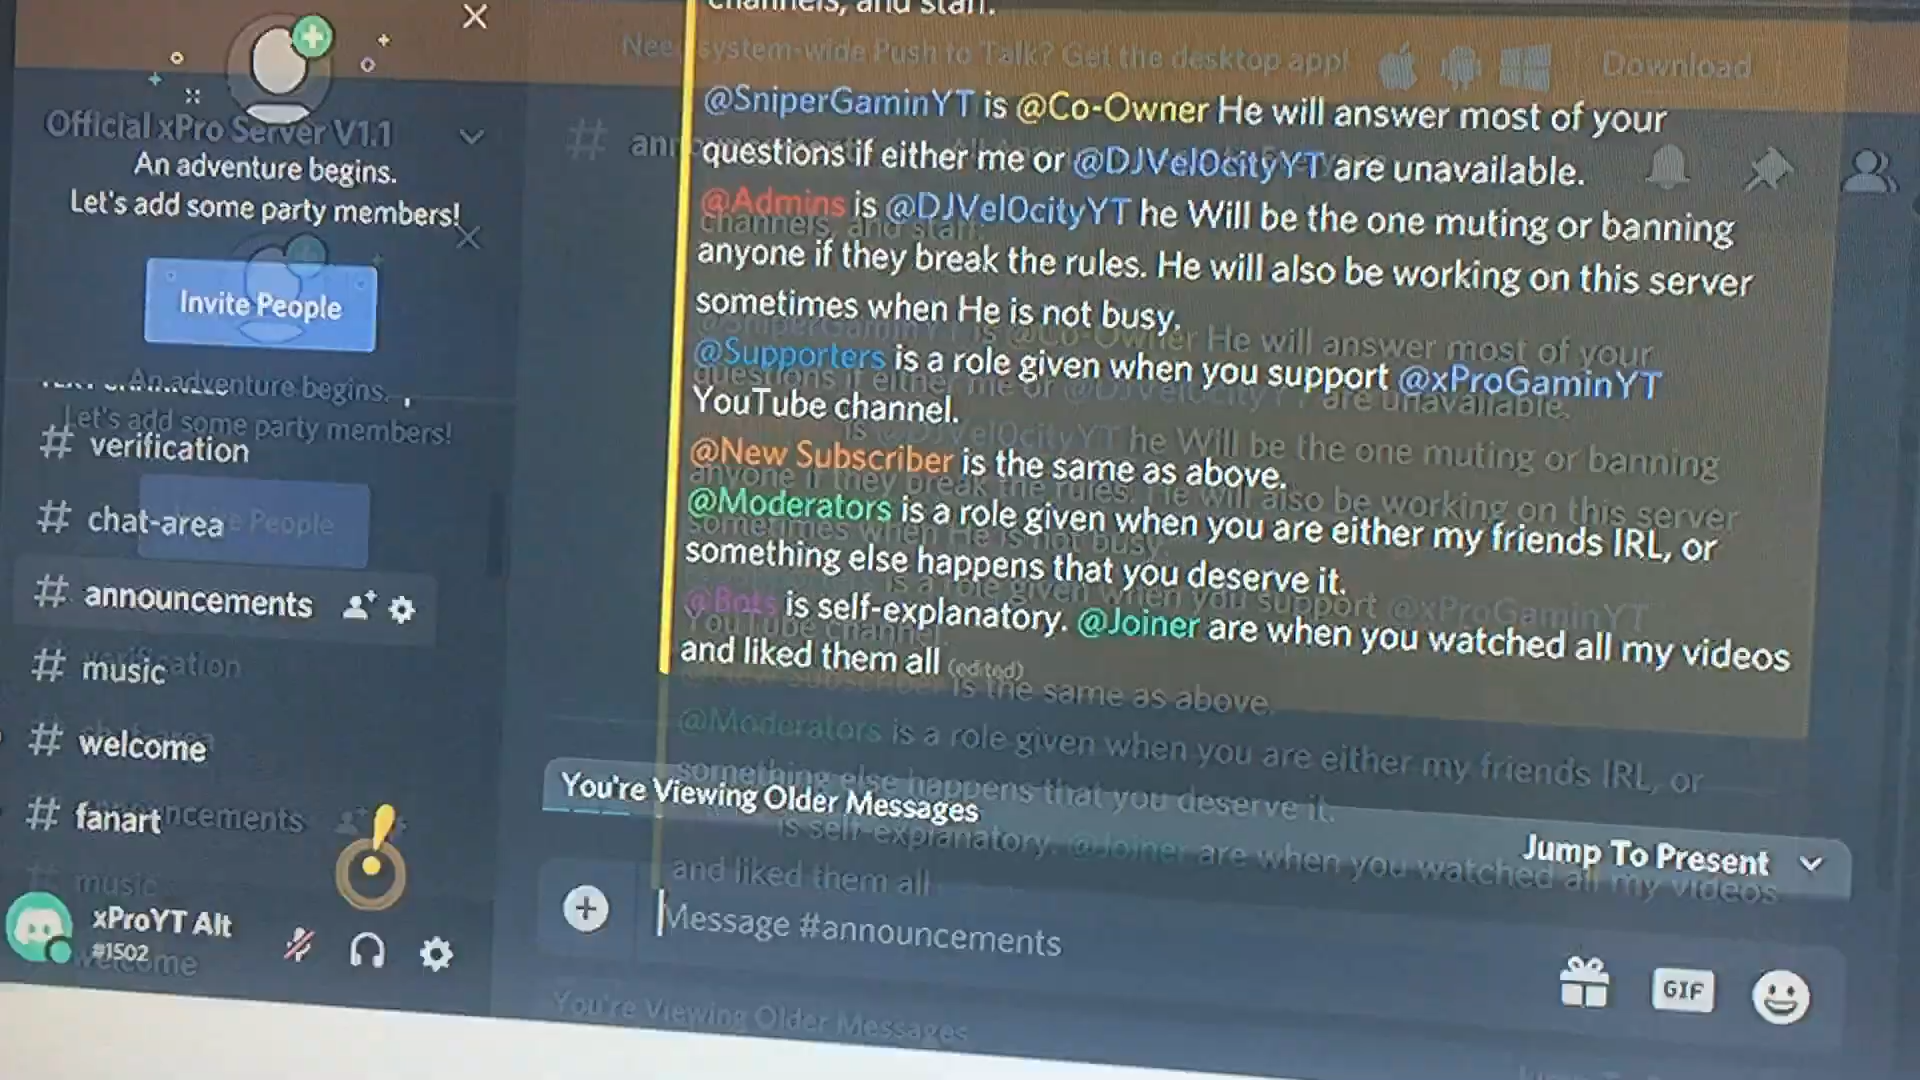 channels, and staff.
Need system-wide Push to Talk? Get the desktop app!
Download
Official xPro Server V1.1
An adventure begins.
Let's add some party members!
Invite People
# verification
# chat-area
# announcements
# music
# welcome
# fanart
xProYT Alt
#1502
@SniperGaminYT is @Co-Owner He will answer most of your
questions if either me or @DJVel0cityYT are unavailable.
@Admins is @DJVel0cityYT he Will be the one muting or banning
anyone if they break the rules. He will also be working on this server
sometimes when He is not busy.
@Supporters is a role given when you support @xProGaminYT
YouTube channel.
@New Subscriber is the same as above.
@Moderators is a role given when you are either my friends IRL, or
something else happens that you deserve it.
@Bots is self-explanatory. @Joiner are when you watched all my videos
and liked them all (edited)
You're Viewing Older Messages
Jump To Present
Message #announcements
GIF